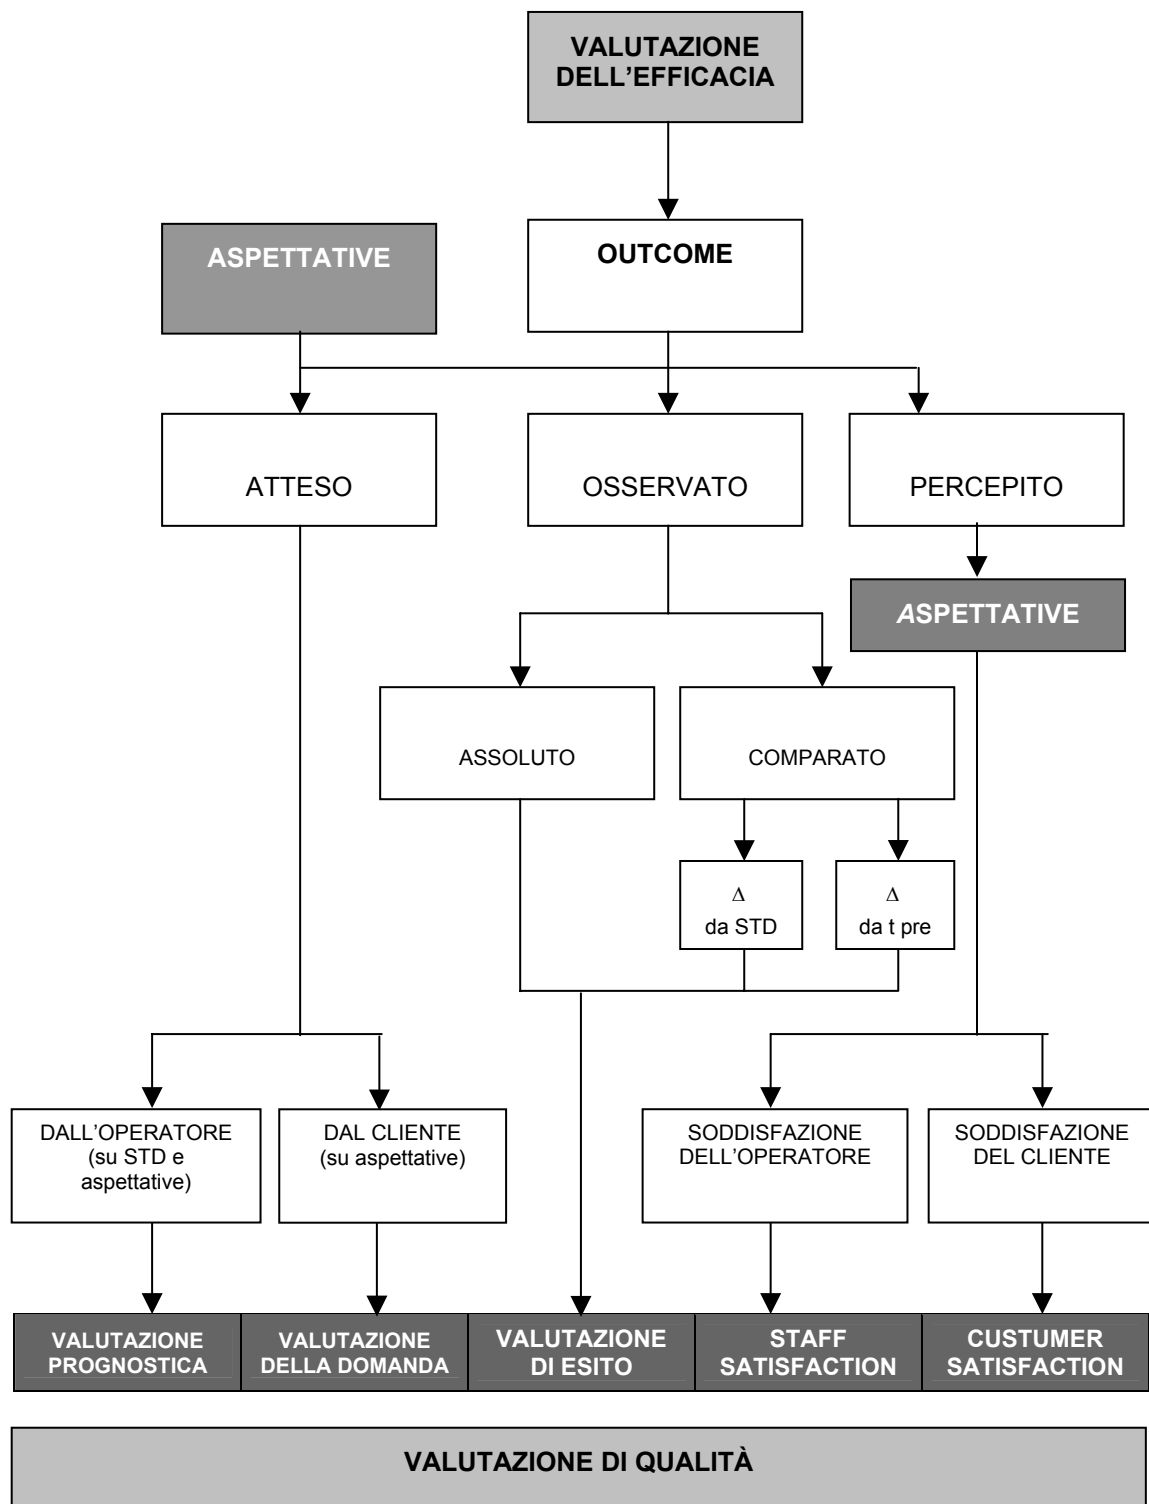 VALUTAZIONE
DELL’EFFICACIA
ASPETTATIVE
OUTCOME
ATTESO
OSSERVATO
PERCEPITO
ASPETTATIVE
ASSOLUTO
COMPARATO
Δ
da STD
Δ
da t pre
DALL’OPERATORE
(su STD e
aspettative)
DAL CLIENTE
(su aspettative)
SODDISFAZIONE
DELL’OPERATORE
SODDISFAZIONE
DEL CLIENTE
VALUTAZIONE
PROGNOSTICA
VALUTAZIONE
DELLA DOMANDA
VALUTAZIONE
DI ESITO
STAFF
SATISFACTION
CUSTUMER
SATISFACTION
VALUTAZIONE DI QUALITÀ